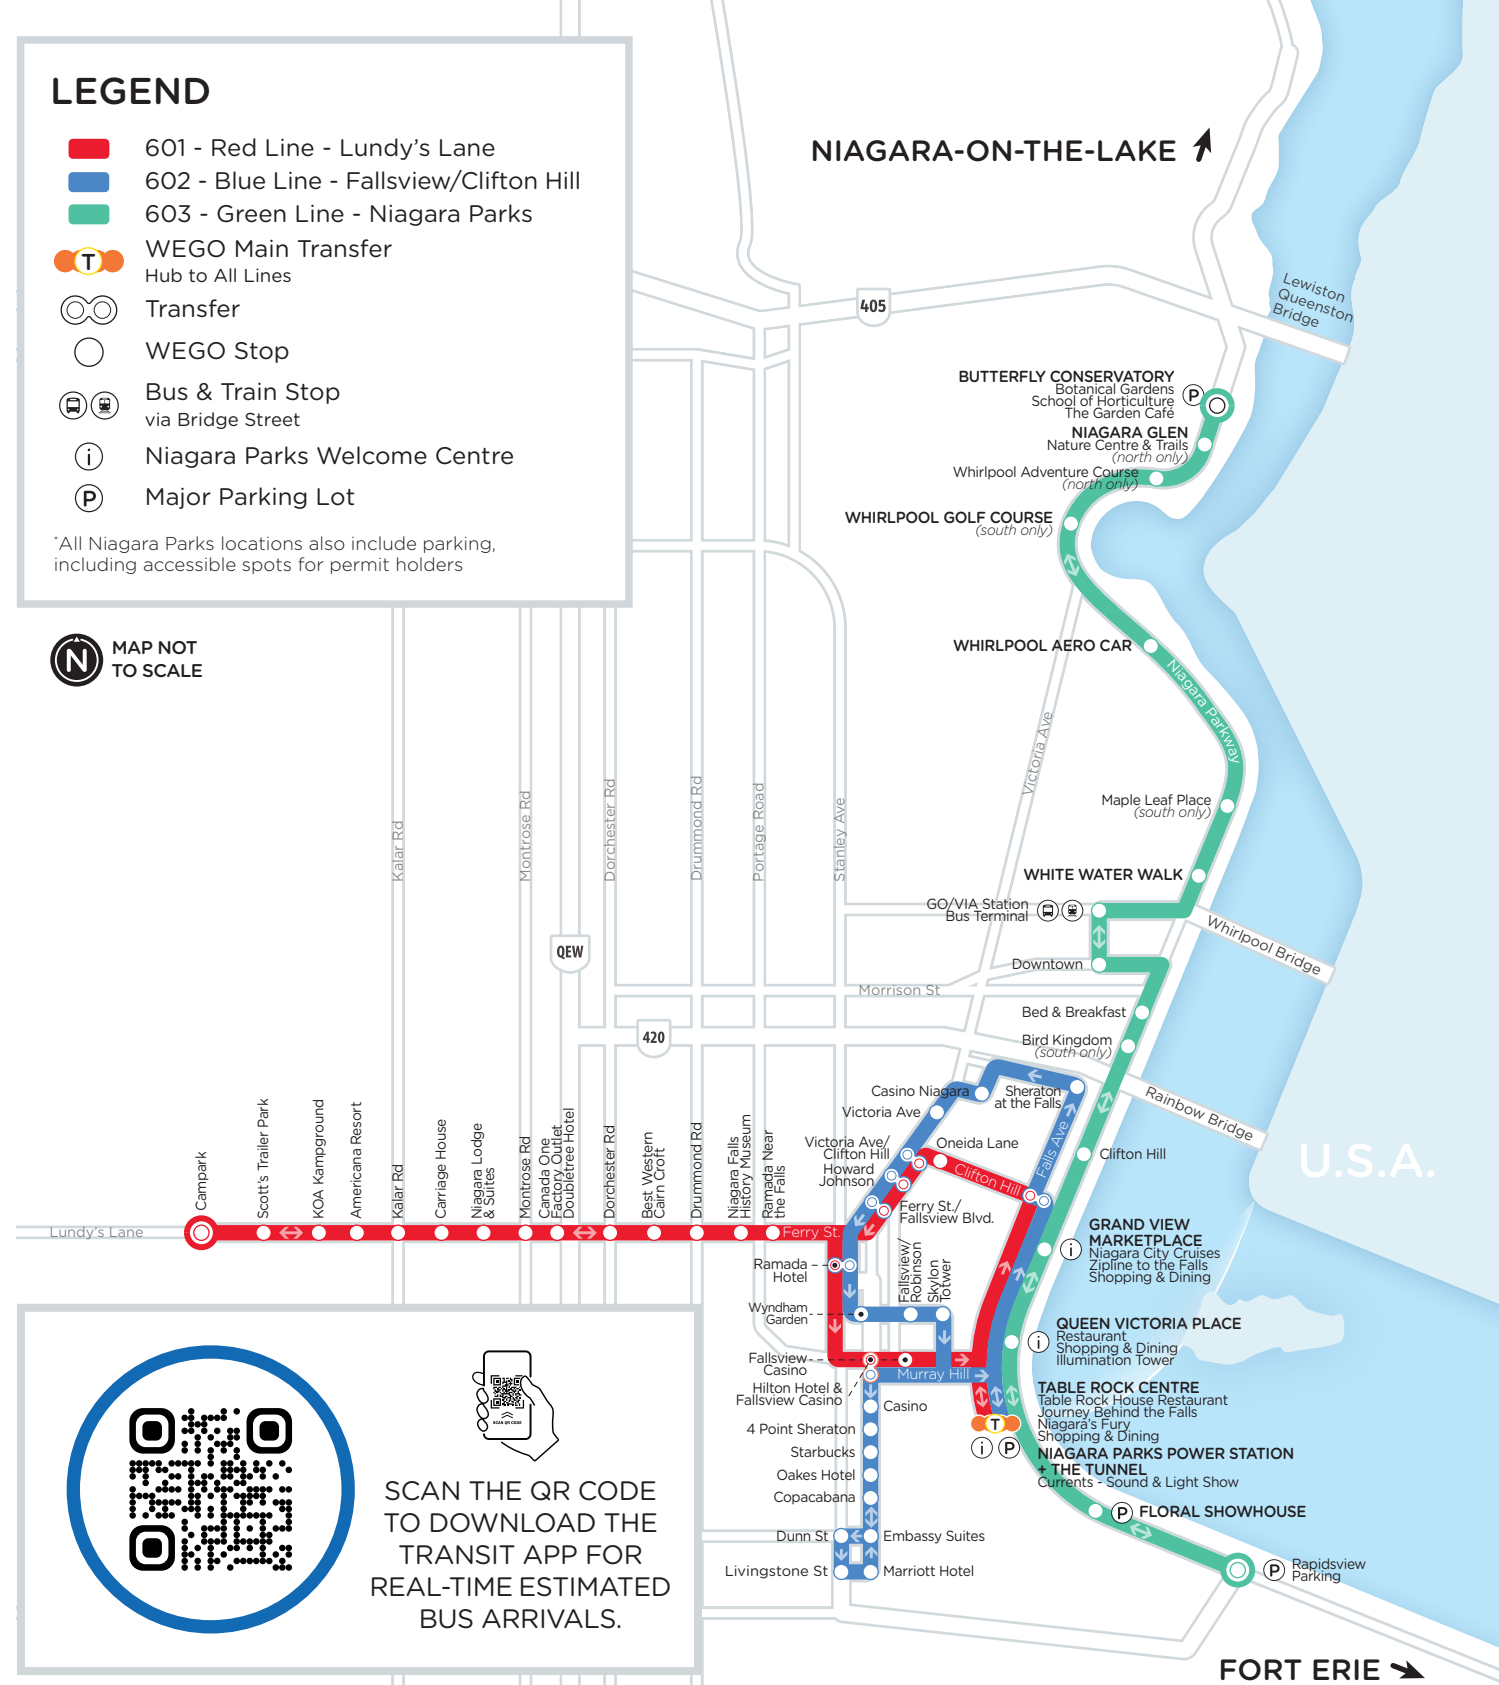 LEGEND
601 - Red Line - Lundy's Lane
602 - Blue Line - Fallsview/Clifton Hill
603 - Green Line - Niagara Parks
T
WEGO Main Transfer
Hub to All Lines
Transfer
WEGO Stop
Bus & Train Stop
via Bridge Street
i
Niagara Parks Welcome Centre
P
Major Parking Lot
*All Niagara Parks locations also include parking,
including accessible spots for permit holders
N
MAP NOT
TO SCALE
NIAGARA-ON-THE-LAKE
405
Lewiston
Queenston
Bridge
BUTTERFLY CONSERVATORY
Botanical Gardens
School of Horticulture
The Garden Café
P
NIAGARA GLEN
Nature Centre & Trails
(north only)
Whirlpool Adventure Course
(north only)
WHIRLPOOL GOLF COURSE
(south only)
WHIRLPOOL AERO CAR
Niagara Parkway
Victoria Ave
Maple Leaf Place
(south only)
WHITE WATER WALK
GO/VIA Station
Bus Terminal
Whirlpool Bridge
Downtown
Kalar Rd
Montrose Rd
Dorchester Rd
Drummond Rd
Portage Road
Stanley Ave
QEW
Morrison St
420
Bed & Breakfast
Bird Kingdom
(south only)
Rainbow Bridge
U.S.A.
Casino Niagara
Sheraton
at the Falls
Victoria Ave
Victoria Ave/
Clifton Hill
Howard
Johnson
Oneida Lane
Clifton Hill
Falls Ave
Clifton Hill
Ferry St./
Fallsview Blvd.
Lundy's Lane
Campark
Scott's Trailer Park
KOA Kampground
Americana Resort
Kalar Rd
Carriage House
Niagara Lodge
& Suites
Montrose Rd
Canada One
Factory Outlet
Doubletree Hotel
Dorchester Rd
Best Western
Cairn Croft
Drummond Rd
Niagara Falls
History Museum
Ramada Near
the Falls
Ferry St.
GRAND VIEW
MARKETPLACE
i
Niagara City Cruises
Zipline to the Falls
Shopping & Dining
Ramada
Hotel
Fallsview/
Robinson
Skylon
Totwer
Wyndham
Garden
QUEEN VICTORIA PLACE
i
Restaurant
Shopping & Dining
Illumination Tower
Fallsview
Casino
Murray Hill
Hilton Hotel &
Fallsview Casino
TABLE ROCK CENTRE
Table Rock House Restaurant
Journey Behind the Falls
Niagara's Fury
Shopping & Dining
T
i
P
Casino
4 Point Sheraton
Starbucks
Oakes Hotel
Copacabana
Dunn St
Embassy Suites
Livingstone St
Marriott Hotel
NIAGARA PARKS POWER STATION
+ THE TUNNEL
Currents - Sound & Light Show
P
FLORAL SHOWHOUSE
P
Rapidsview
Parking
FORT ERIE
SCAN QR CODE
SCAN THE QR CODE
TO DOWNLOAD THE
TRANSIT APP FOR
REAL-TIME ESTIMATED
BUS ARRIVALS.